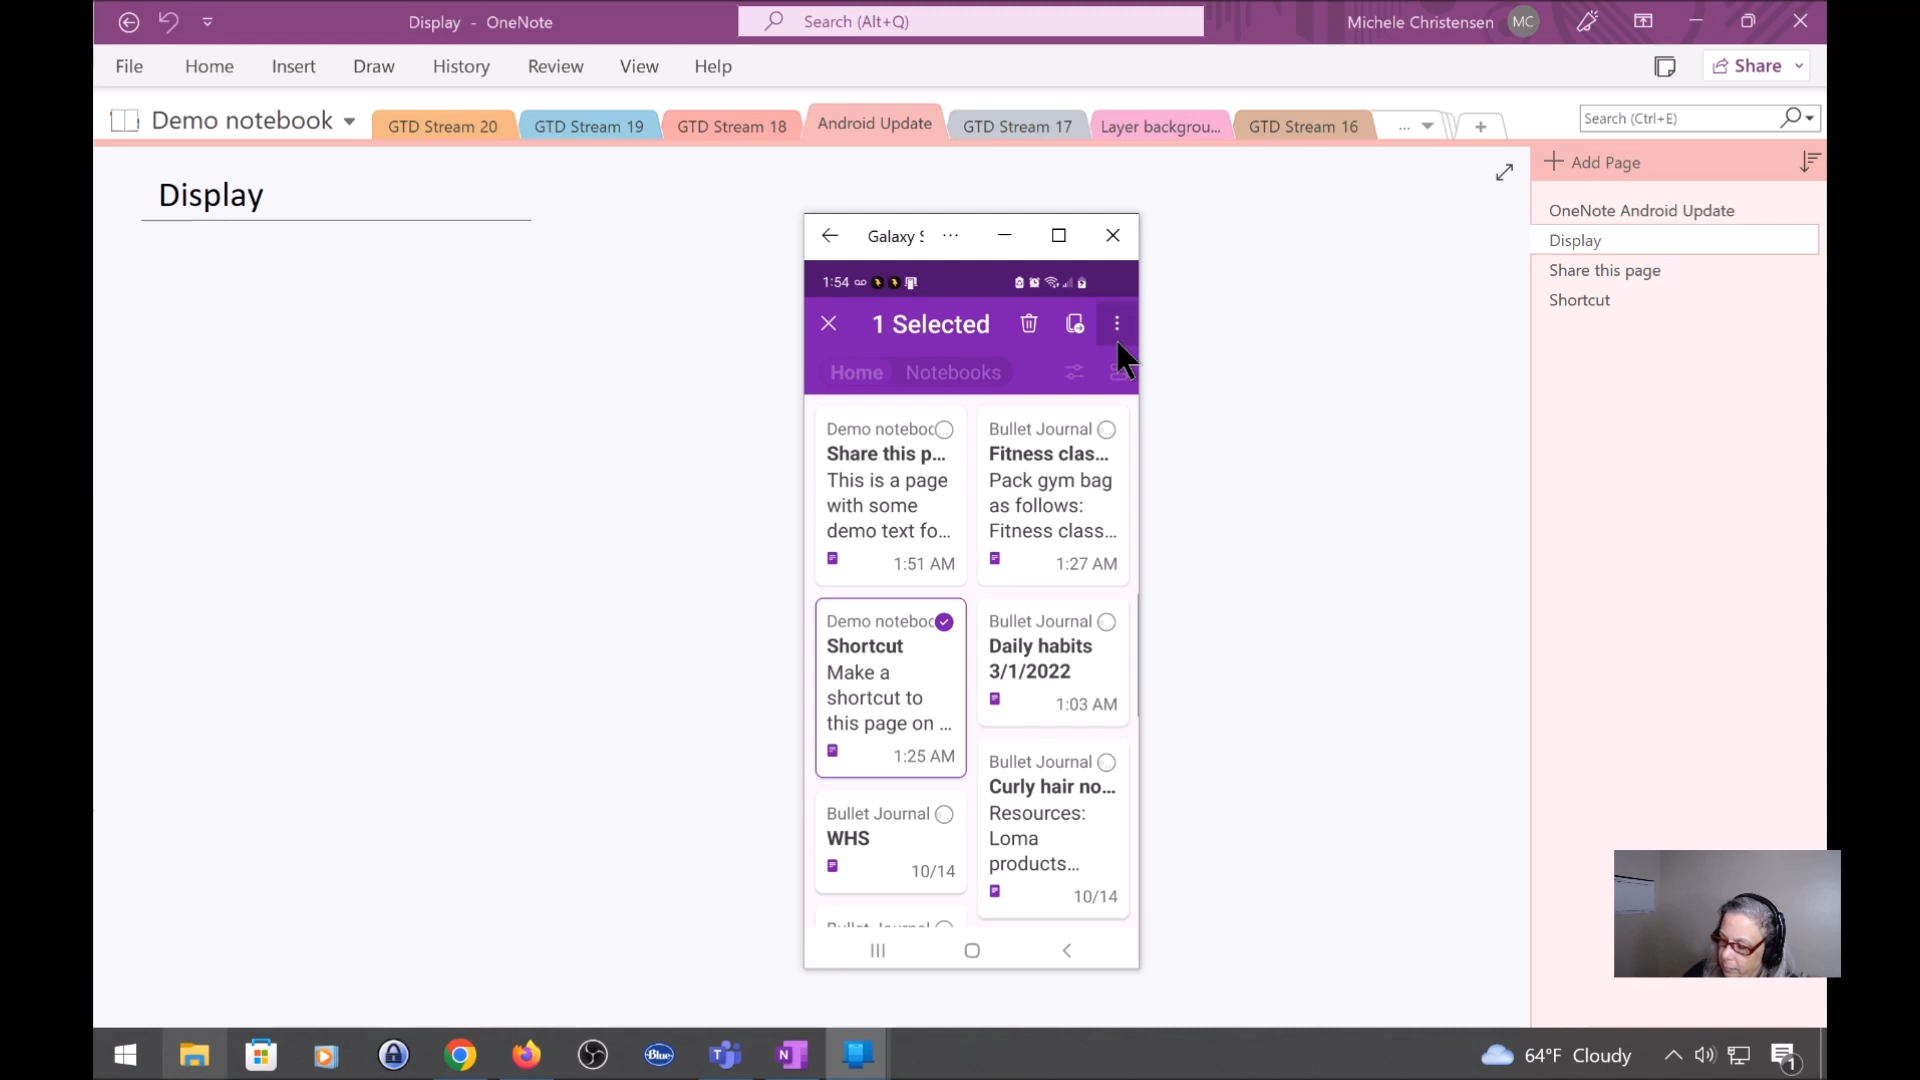 Display - OneNote
Search (Alt+Q)
Michele Christensen
MC
File
Home
Insert
Draw
History
Review
View
Help
Share
Demo notebook
GTD Stream 20
GTD Stream 19
GTD Stream 18
Android Update
GTD Stream 17
Layer backgrou...
GTD Stream 16
...
Search (Ctrl+E)
Display
Add Page
OneNote Android Update
Display
Share this page
Shortcut
Galaxy S
1:54
1 Selected
Home
Notebooks
Demo noteboo
Share this p...
This is a page
with some
demo text fo...
1:51 AM
Bullet Journal
Fitness clas...
Pack gym bag
as follows:
Fitness class...
1:27 AM
Demo noteboo
Shortcut
Make a
shortcut to
this page on ...
1:25 AM
Bullet Journal
Daily habits
3/1/2022
1:03 AM
Bullet Journal
WHS
10/14
Bullet Journal
Curly hair no...
Resources:
Loma
products...
10/14
Bullet Journal
Blue
T
N
64°F Cloudy
1